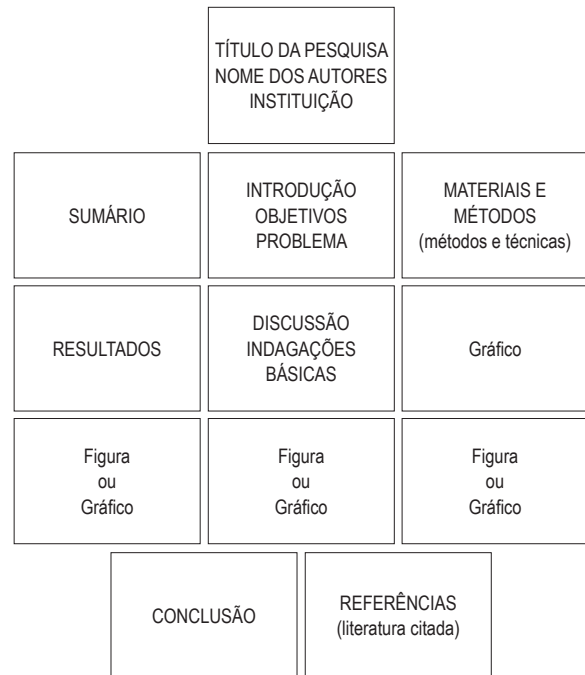 TÍTULO DA PESQUISA
NOME DOS AUTORES
INSTITUIÇÃO
SUMÁRIO
INTRODUÇÃO
OBJETIVOS
PROBLEMA
MATERIAIS E
MÉTODOS
(métodos e técnicas)
RESULTADOS
DISCUSSÃO
INDAGAÇÕES
BÁSICAS
Gráfico
Figura
ou
Gráfico
Figura
ou
Gráfico
Figura
ou
Gráfico
CONCLUSÃO
REFERÊNCIAS
(literatura citada)